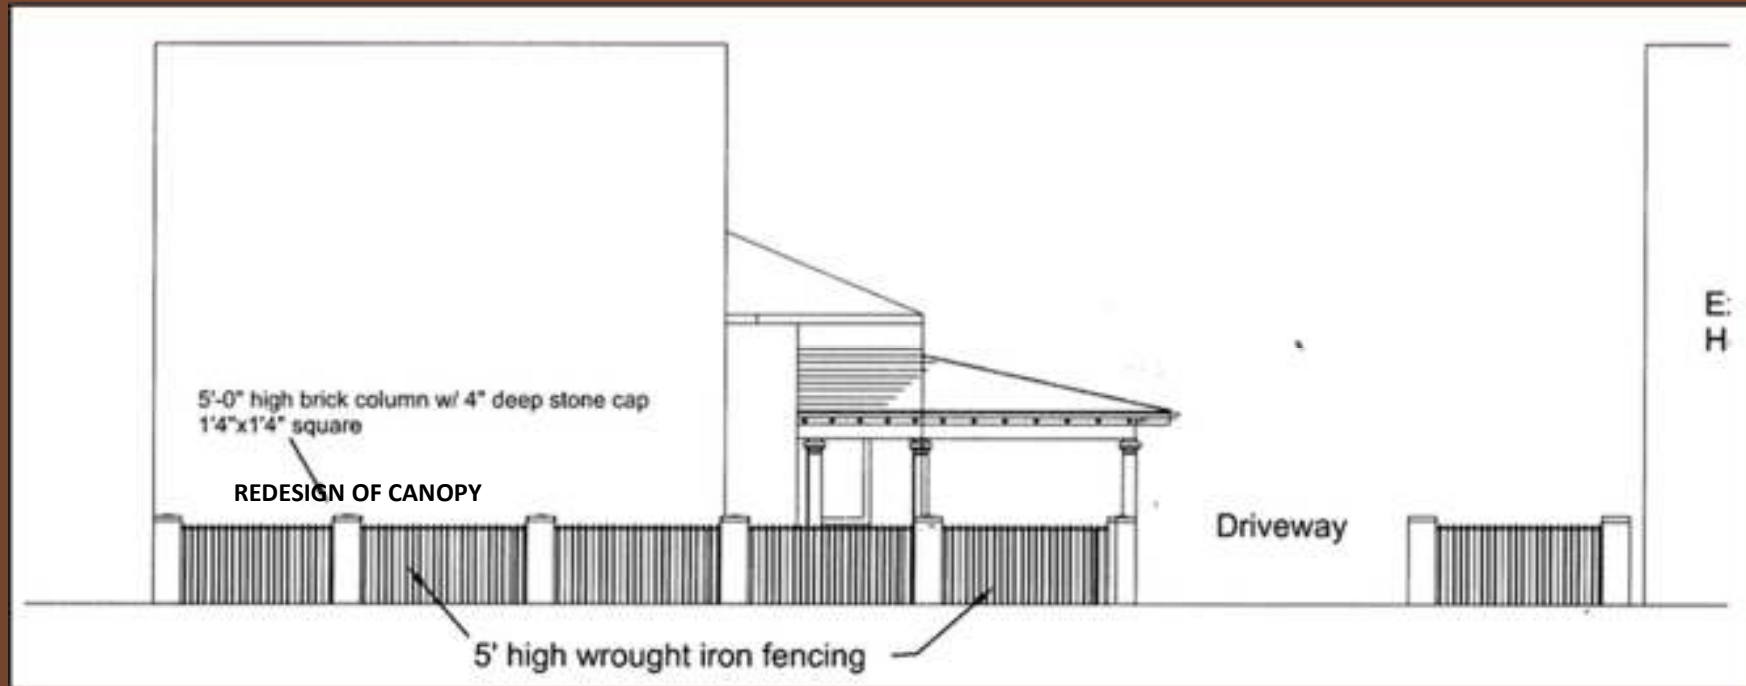 E
H
5'-0" high brick column w/ 4" deep stone cap
1'4"x1'4" square
REDESIGN OF CANOPY
Driveway
5' high wrought iron fencing